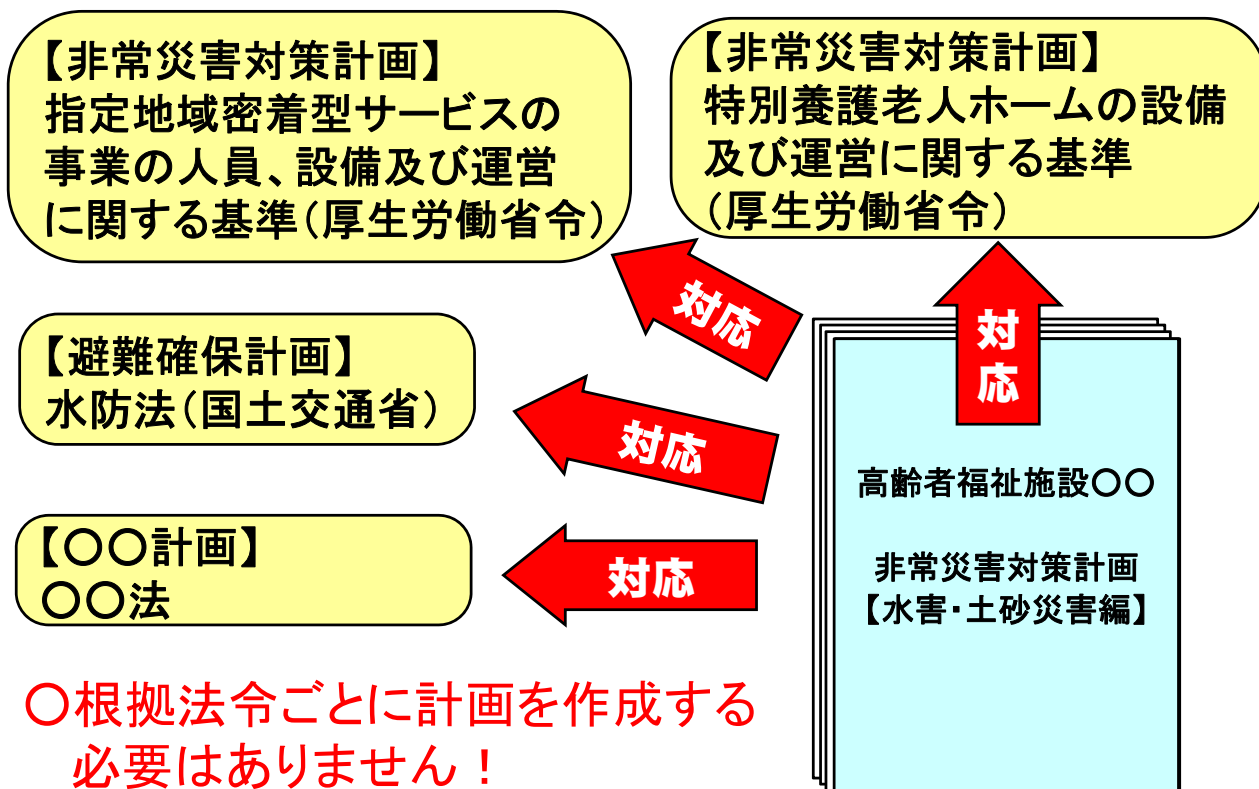 【非常災害対策計画】
指定地域密着型サービスの
事業の人員、設備及び運営
に関する基準(厚生労働省令)
【非常災害対策計画】
特別養護老人ホームの設備
及び運営に関する基準
(厚生労働省令)
対応
対
応
【避難確保計画】
水防法(国土交通省)
対応
【〇〇計画】
〇〇法
対応
高齢者福祉施設〇〇
非常災害対策計画
【水害・土砂災害編】
〇根拠法令ごとに計画を作成する
必要はありません!